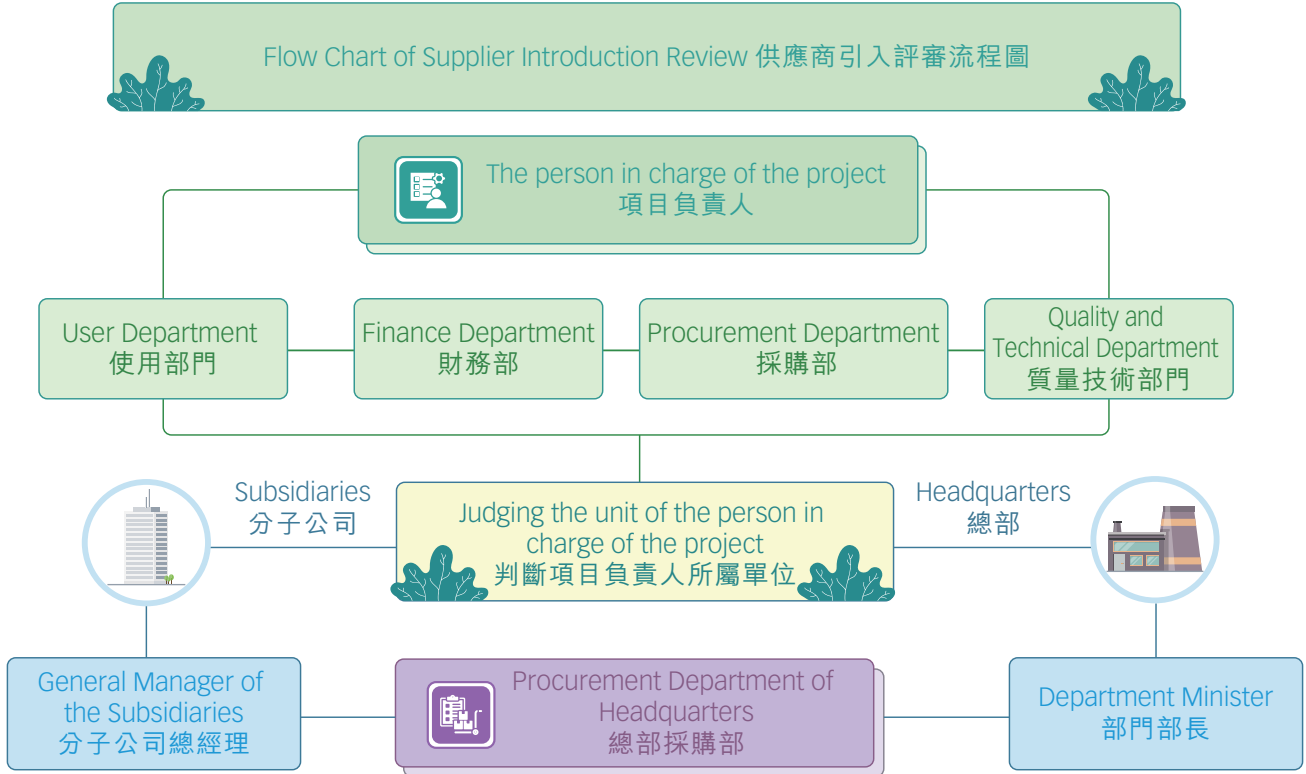 Flow Chart of Supplier Introduction Review 供應商引入評審流程圖
The person in charge of the project
項目負責人
User Department
使用部門
Finance Department
財務部
Procurement Department
採購部
Quality and
Technical Department
質量技術部門
Subsidiaries
分子公司
Judging the unit of the person in
charge of the project
判斷項目負責人所屬單位
Headquarters
總部
General Manager of
the Subsidiaries
分子公司總經理
Procurement Department of
Headquarters
總部採購部
Department Minister
部門部長